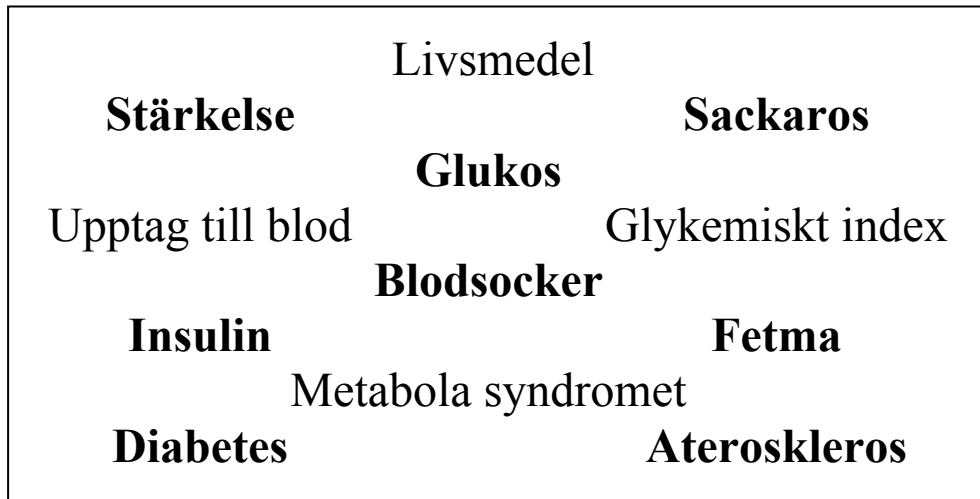 Livsmedel
Stärkelse Sackaros
Glukos
Upptag till blod Glykemiskt index
Blodsocker
Insulin Fetma
Metabola syndromet
Diabetes Ateroskleros